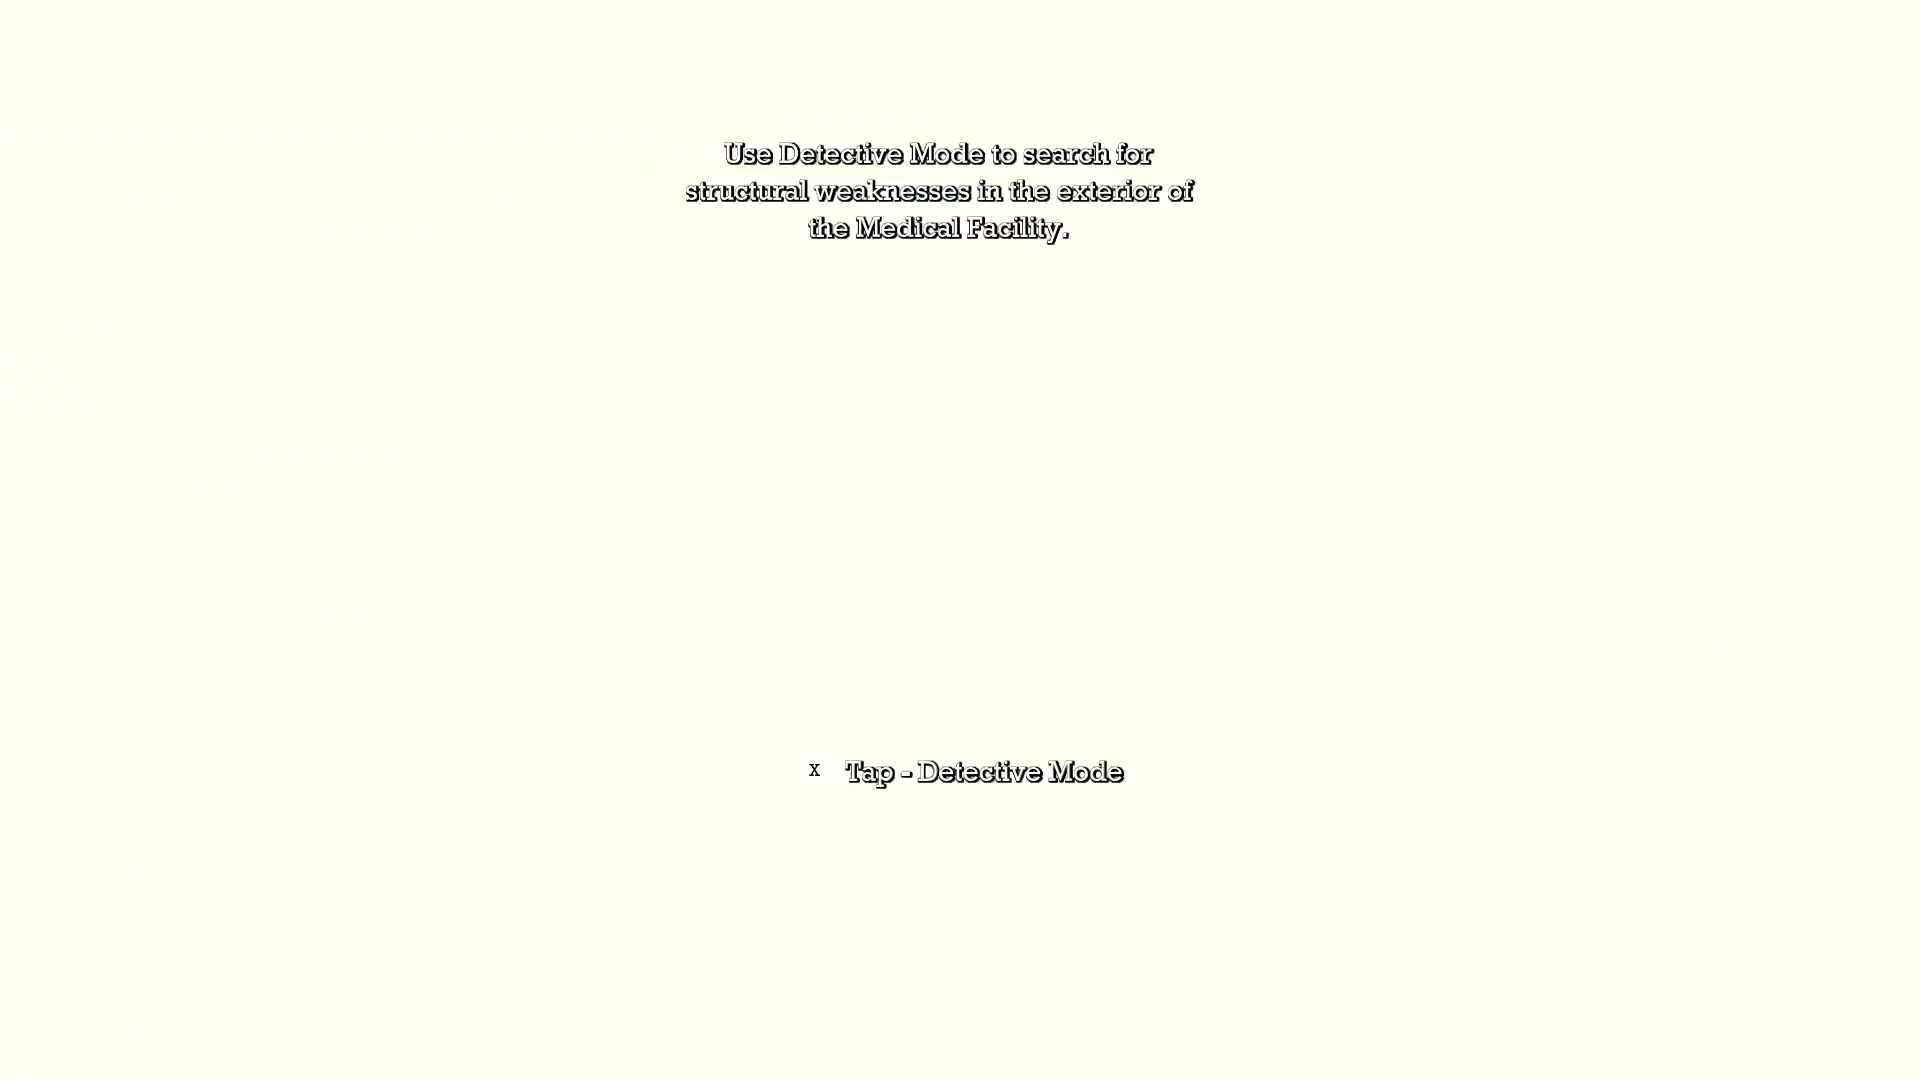 Use Detective Mode to search for
structural weaknesses in the exterior of
the Medical Facility.
X Tap - Detective Mode